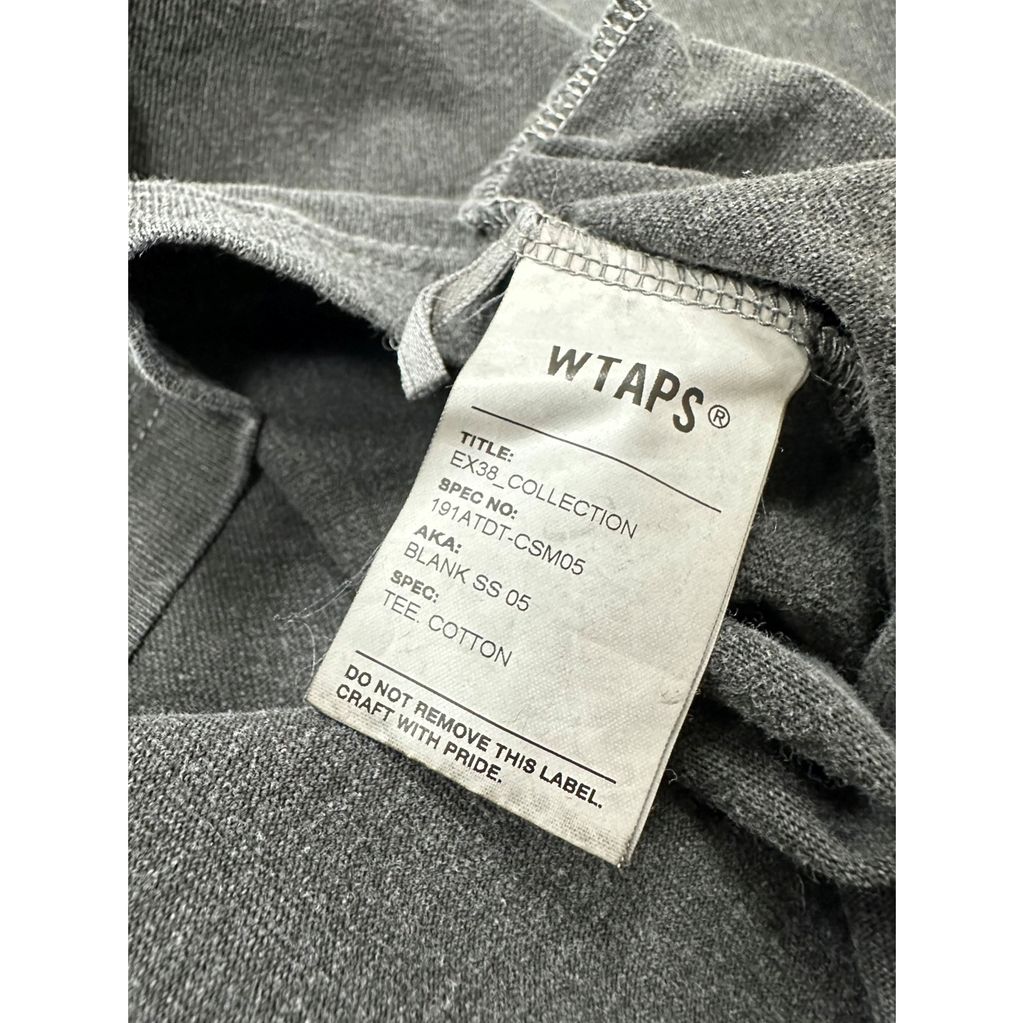 WTAPS®
TITLE:
EX38_COLLECTION
SPEC NO:
191ATDT-CSM05
AKA:
BLANK SS 05
SPEC:
TEE. COTTON
DO NOT REMOVE THIS LABEL.
CRAFT WITH PRIDE.